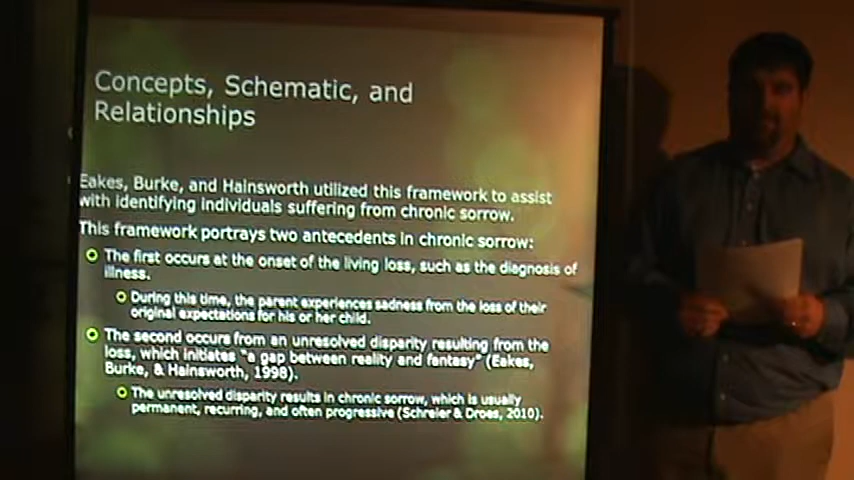 Concepts, Schematic, and
Relationships
Eakes, Burke, and Hainsworth utilized this framework to assist
with identifying individuals suffering from chronic sorrow.
This framework portrays two antecedents in chronic sorrow:
The first occurs at the onset of the living loss, such as the diagnosis of
illness.
During this time, the parent experiences sadness from the loss of their
original expectations for his or her child.
The second occurs from an unresolved disparity resulting from the
loss, which initiates “a gap between reality and fantasy” (Eakes,
Burke, & Hainsworth, 1998).
The unresolved disparity results in chronic sorrow, which is usually
permanent, recurring, and often progressive (Schreier & Droes, 2010).